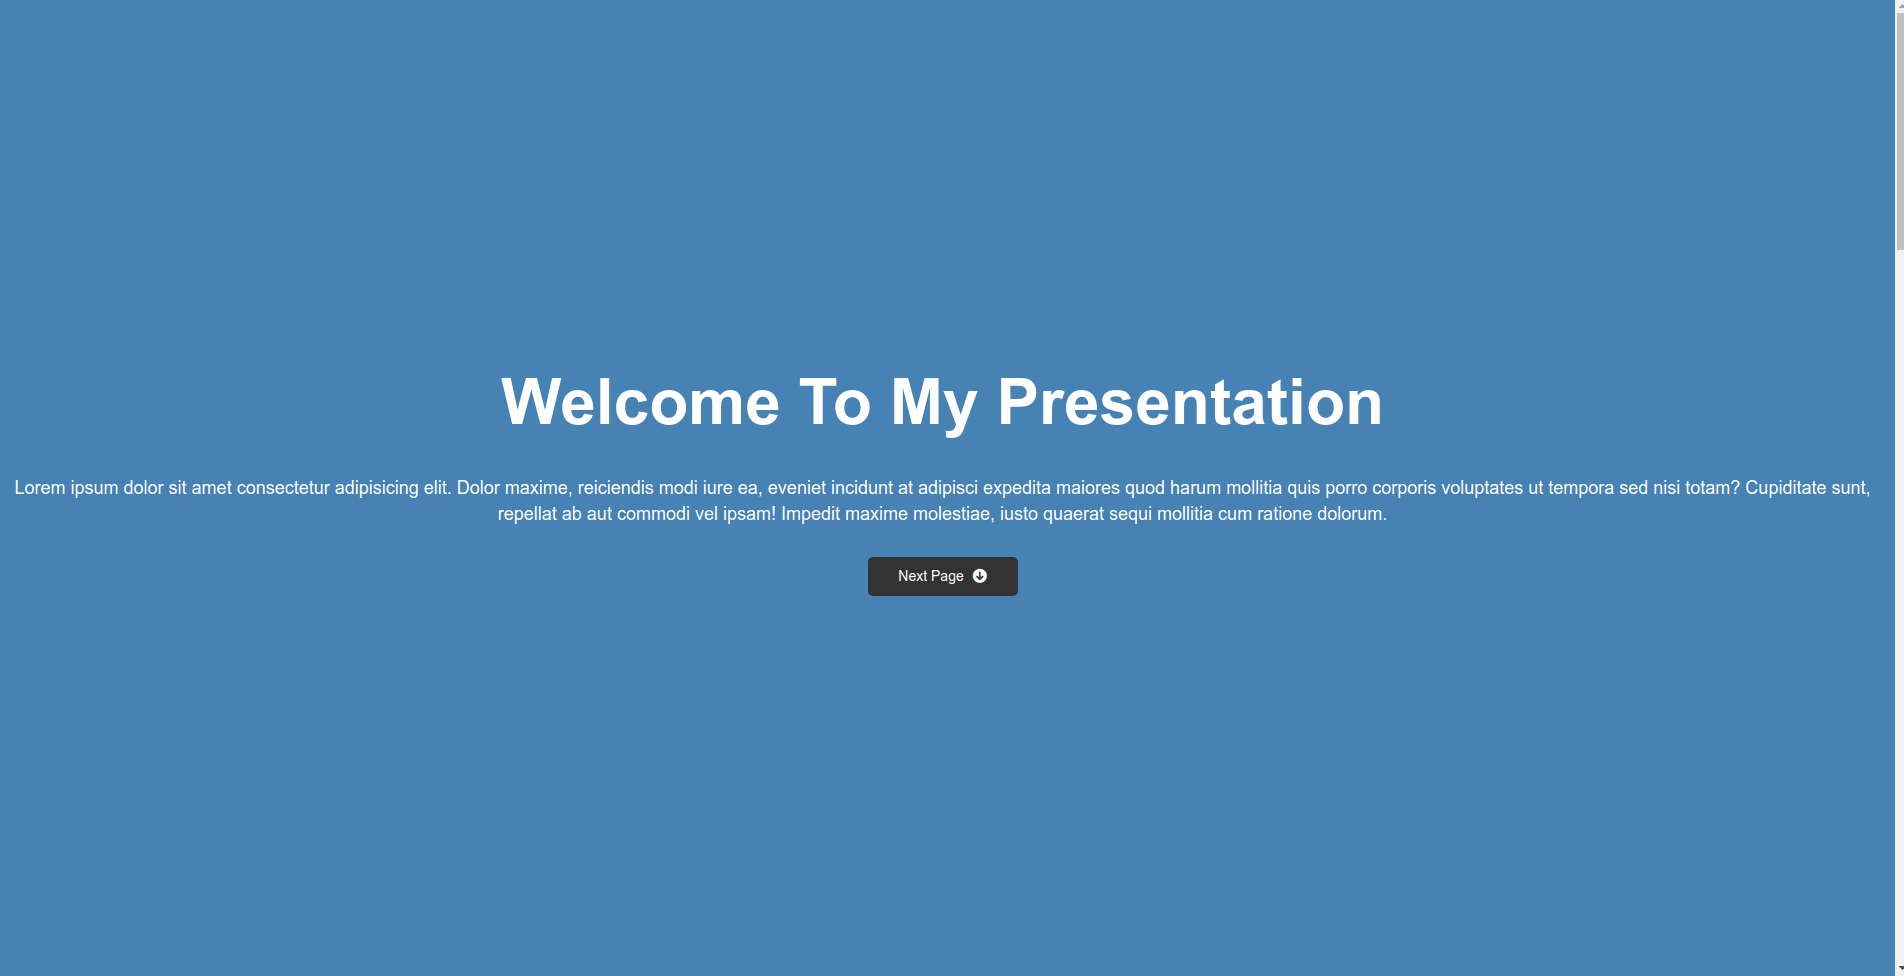 Welcome To My Presentation
Lorem ipsum dolor sit amet consectetur adipisicing elit. Dolor maxime, reiciendis modi iure ea, eveniet incidunt at adipisci expedita maiores quod harum mollitia quis porro corporis voluptates ut tempora sed nisi totam? Cupiditate sunt,
repellat ab aut commodi vel ipsam! Impedit maxime molestiae, iusto quaerat sequi mollitia cum ratione dolorum.
Next Page